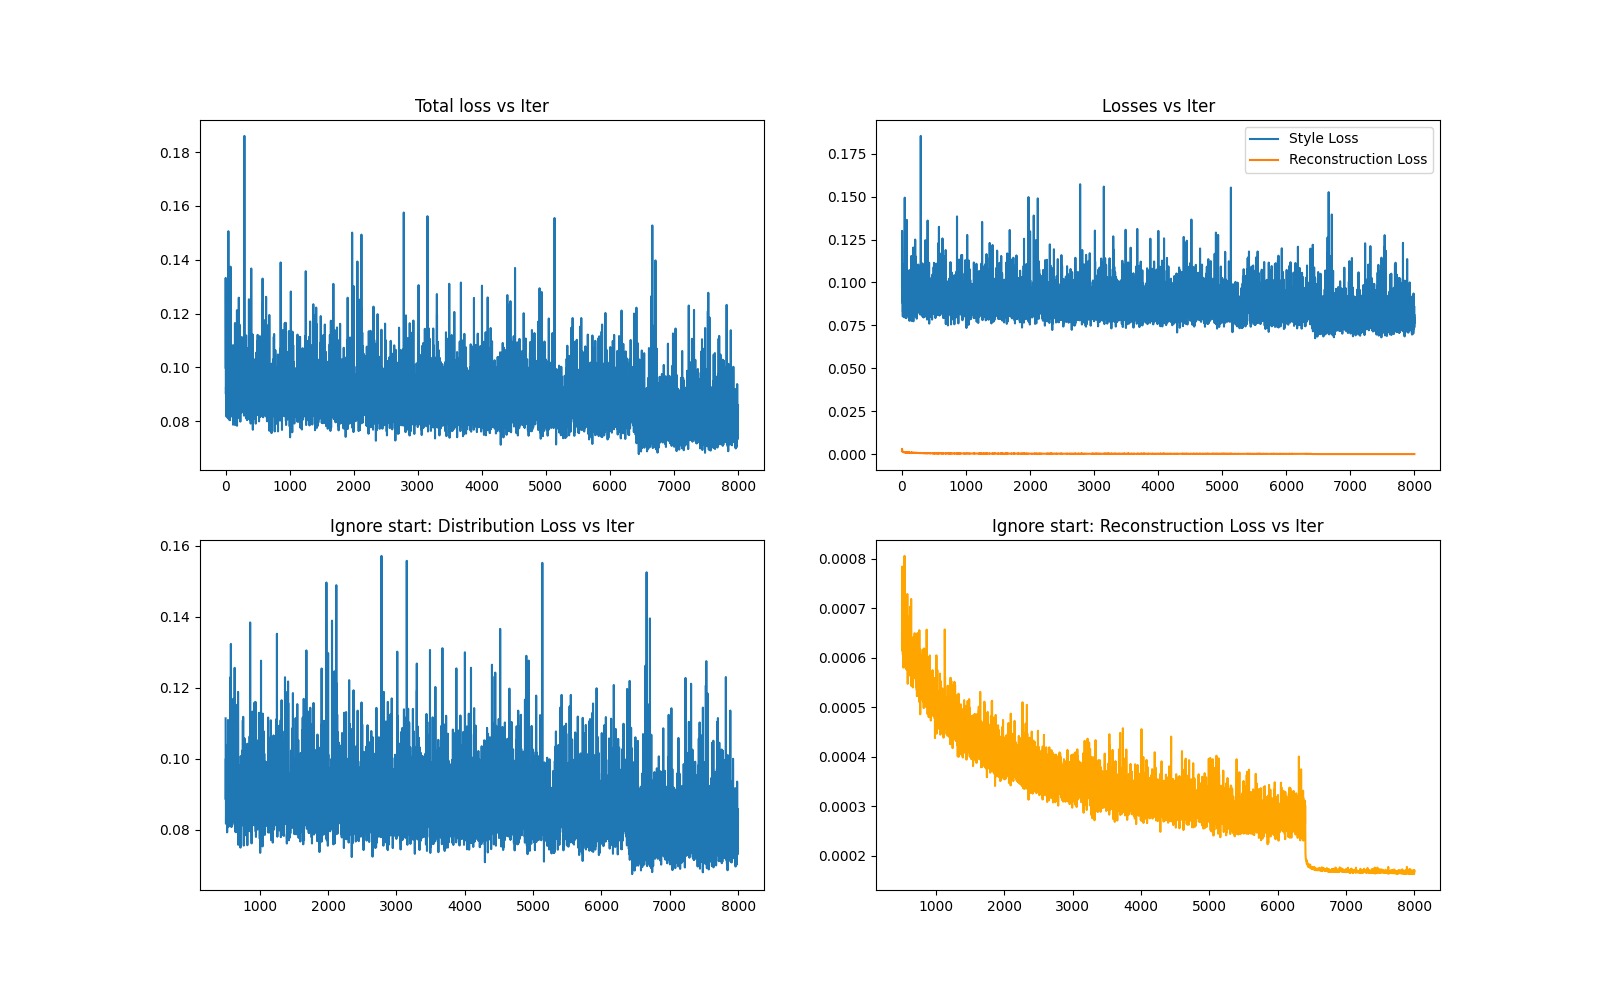 Total loss vs Iter
0.18
0.16
0.14
0.12
0.10
0.08
0 1000 2000 3000 4000 5000 6000 7000 8000
Losses vs Iter
Style Loss
Reconstruction Loss
0.175
0.150
0.125
0.100
0.075
0.050
0.025
0.000
0 1000 2000 3000 4000 5000 6000 7000 8000
Ignore start: Distribution Loss vs Iter
0.16
0.14
0.12
0.10
0.08
1000 2000 3000 4000 5000 6000 7000 8000
Ignore start: Reconstruction Loss vs Iter
0.0008
0.0007
0.0006
0.0005
0.0004
0.0003
0.0002
1000 2000 3000 4000 5000 6000 7000 8000